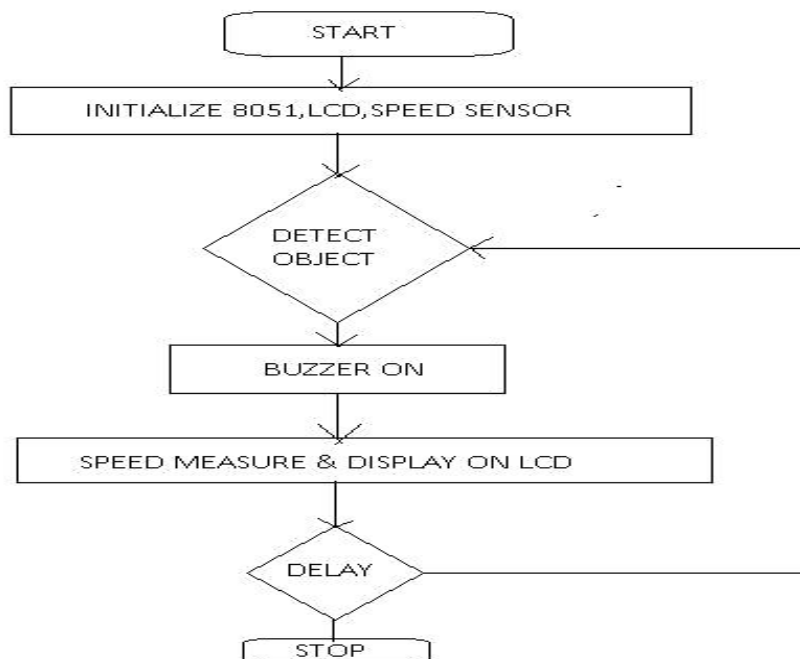 START
INITIALIZE 8051,LCD,SPEED SENSOR
DETECT
OBJECT
BUZZER ON
SPEED MEASURE & DISPLAY ON LCD
DELAY
STOP